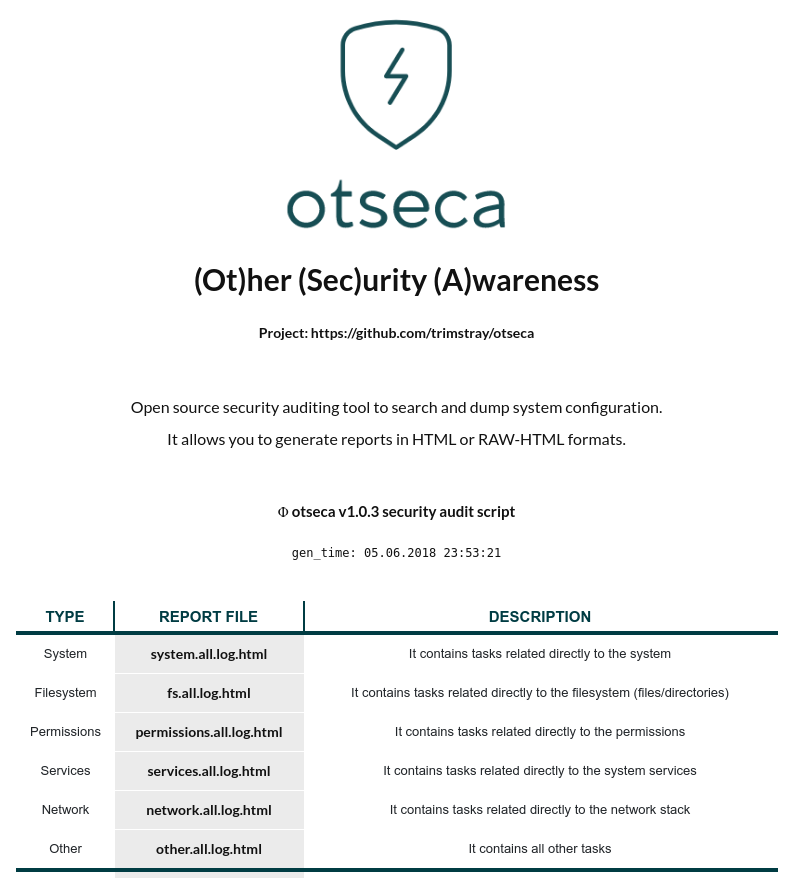 otseca
(Ot)her (Sec)urity (A)wareness
Project: https://github.com/trimstray/otseca
Open source security auditing tool to search and dump system configuration.
It allows you to generate reports in HTML or RAW-HTML formats.
Φ otseca v1.0.3 security audit script
gen_time: 05.06.2018 23:53:21
TYPE REPORT FILE DESCRIPTION
System system.all.log.html It contains tasks related directly to the system
Filesystem fs.all.log.html It contains tasks related directly to the filesystem (files/directories)
Permissions permissions.all.log.html It contains tasks related directly to the permissions
Services services.all.log.html It contains tasks related directly to the system services
Network network.all.log.html It contains tasks related directly to the network stack
Other other.all.log.html It contains all other tasks